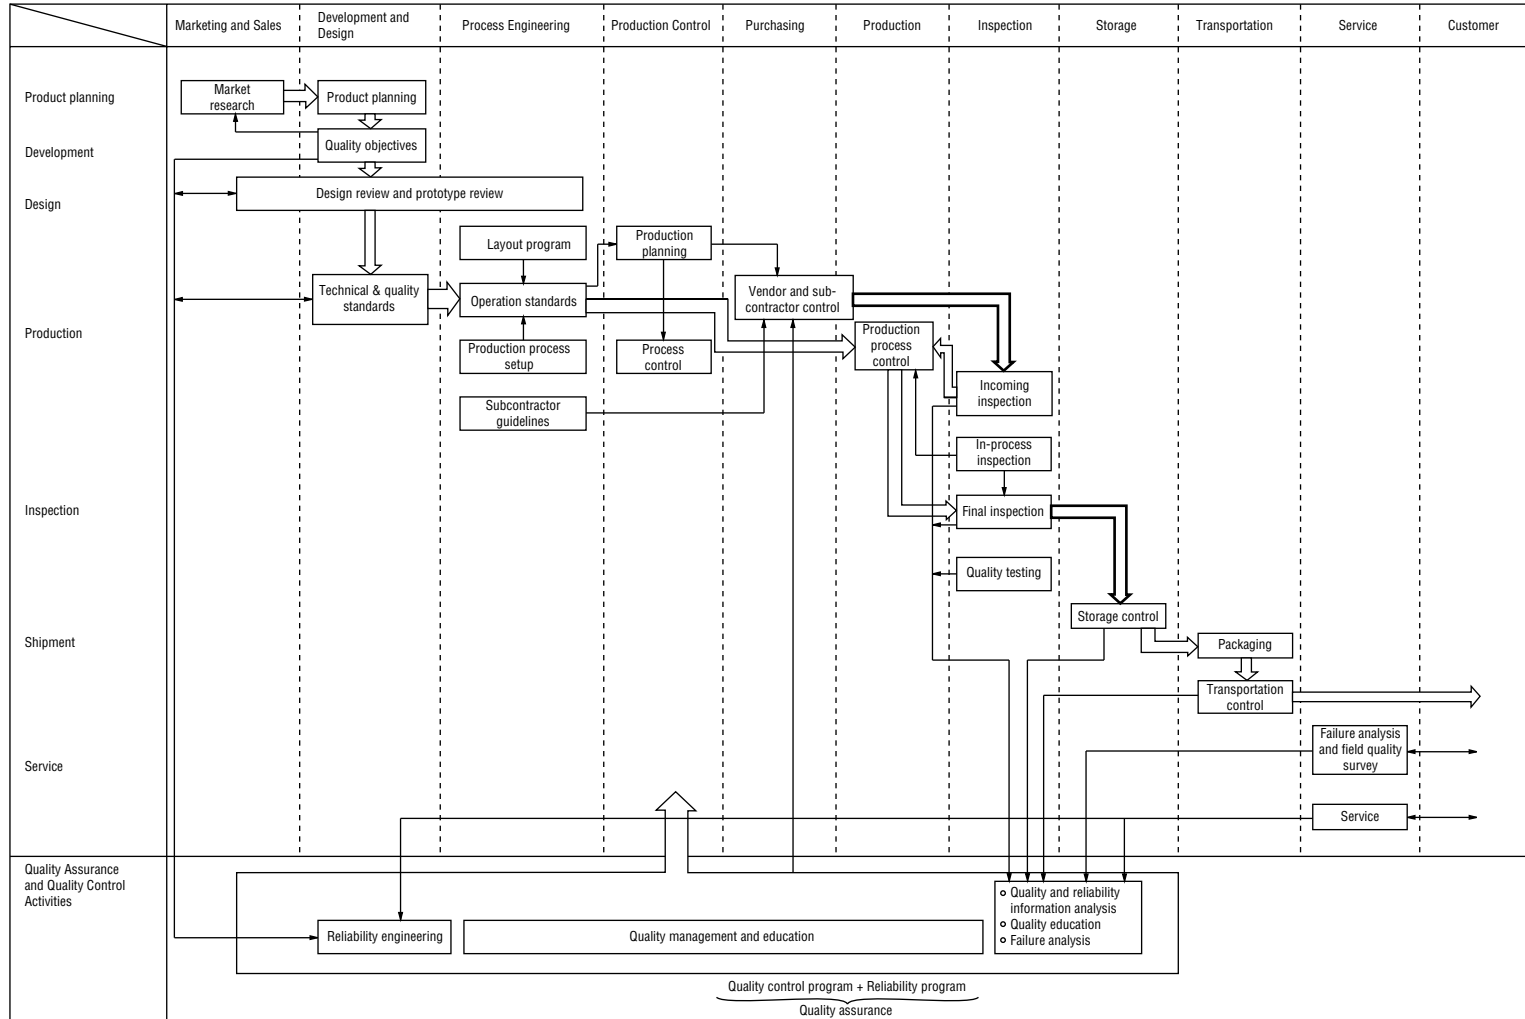 Marketing and Sales
Development and
Design
Process Engineering
Production Control
Purchasing
Production
Inspection
Storage
Transportation
Service
Customer
Product planning
Market
research
Product planning
Development
Quality objectives
Design
Design review and prototype review
Layout program
Production
planning
Technical & quality
standards
Operation standards
Vendor and sub-
contractor control
Production
Production process
setup
Process
control
Production
process
control
Incoming
inspection
Subcontractor
guidelines
In-process
inspection
Inspection
Final inspection
Quality testing
Storage control
Shipment
Packaging
Transportation
control
Service
Failure analysis
and field quality
survey
Service
Quality Assurance
and Quality Control
Activities
Reliability engineering
Quality management and education
Quality and reliability
information analysis
Quality education
Failure analysis
Quality control program + Reliability program
Quality assurance